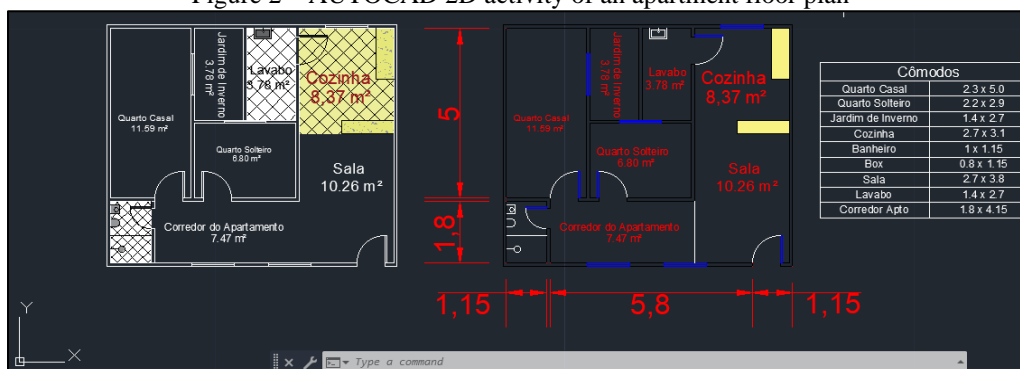 Figure 2 – AUTOCAD 2D activity of an apartment floor plan
Jardim de Inverno
3.78 m²
Lavabo
3.78 m²
Cozinha
8,37 m²
Quarto Casal
11.59 m²
Quarto Solteiro
6.80 m²
Sala
10.26 m²
Corredor do Apartamento
7.47 m²
5
1,8
Jardim de Inverno
3.78 m²
Lavabo
3.78 m²
Cozinha
8,37 m²
Quarto Casal
11.59 m²
Quarto Solteiro
6.80 m²
Sala
10.26 m²
Corredor do Apartamento
7.47 m²
1,15
5,8
1,15
Cômodos
Quarto Casal 2.3 x 5.0
Quarto Solteiro 2.2 x 2.9
Jardim de Inverno 1.4 x 2.7
Cozinha 2.7 x 3.1
Banheiro 1 x 1.15
Box 0.8 x 1.15
Sala 2.7 x 3.8
Lavabo 1.4 x 2.7
Corredor Apto 1.8 x 4.15
Y
X
Type a command